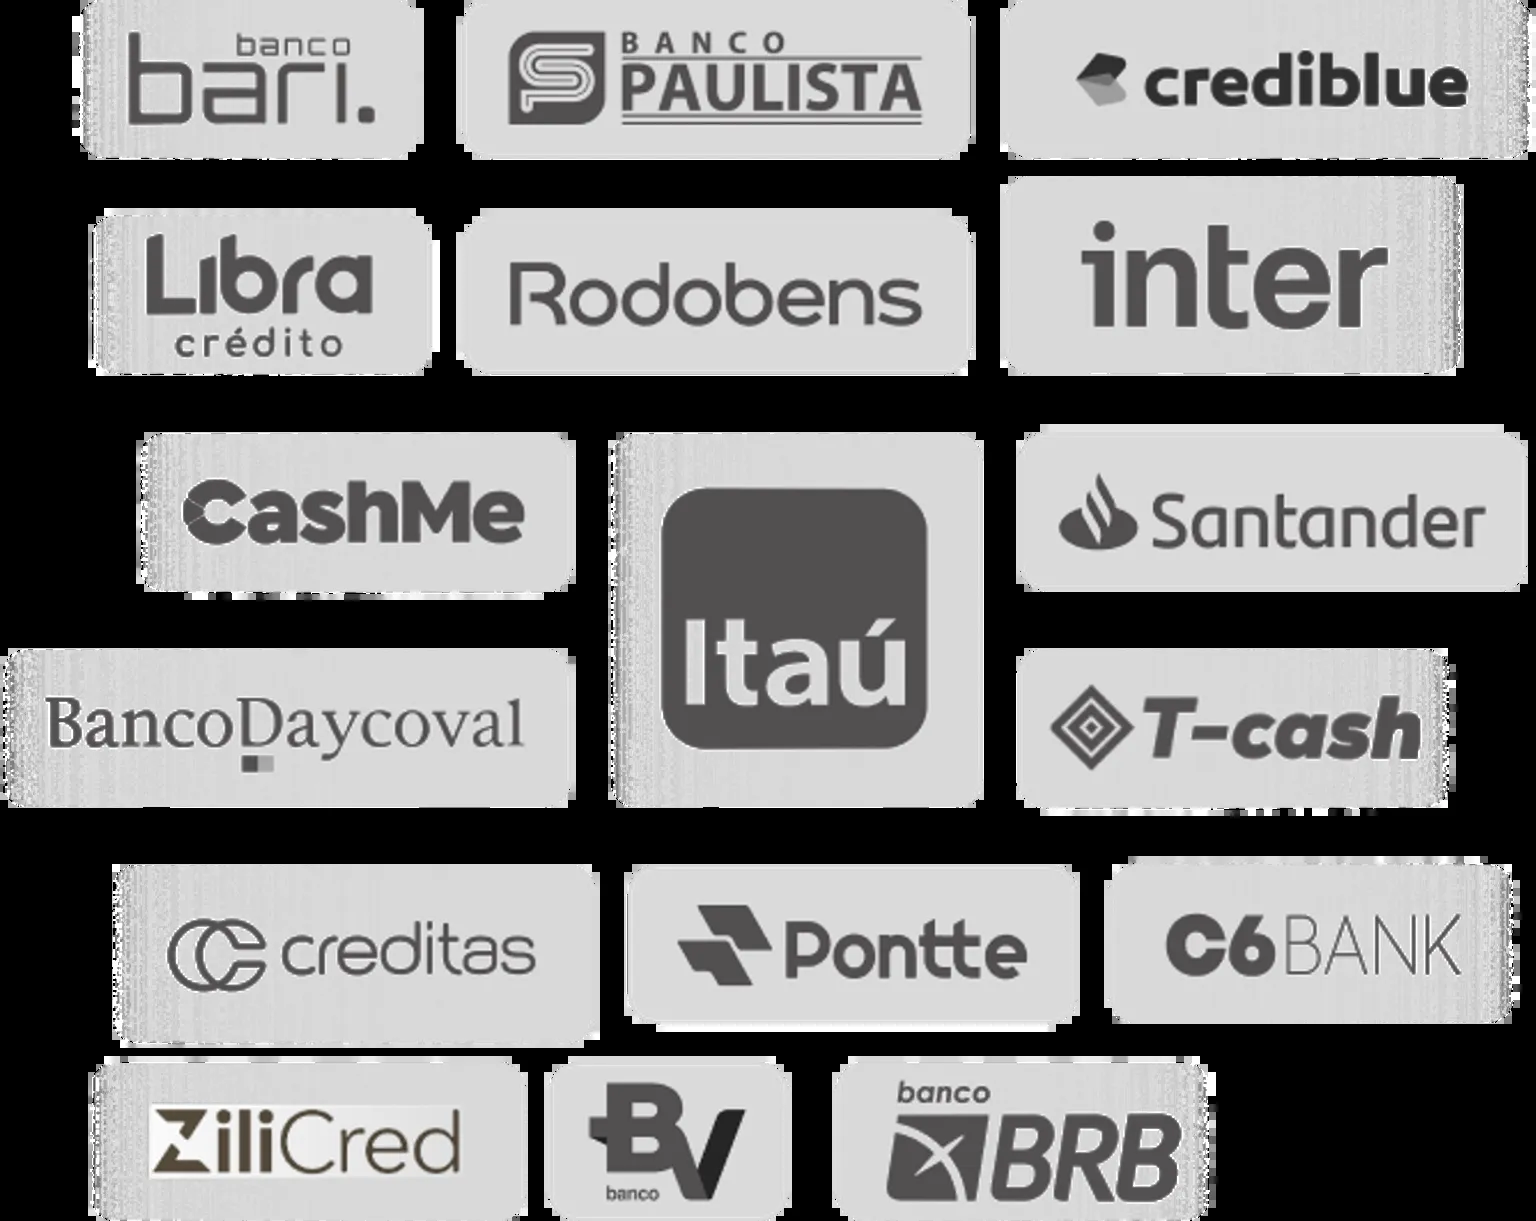 banco
bari.
BANCO
PAULISTA
crediblue
Libra
crédito
Rodobens
inter
CashMe
Itaú
Santander
BancoDaycoval
T-cash
creditas
Pontte
C6BANK
ZiliCred
BV
banco
banco
BRB